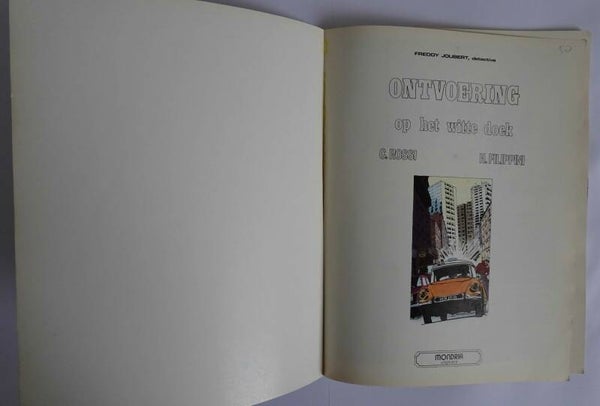 FREDDY JOUBERT, detective
ONTVOERING
op het witte doek
C. ROSSI H. FILIPPINI
MONDRIA